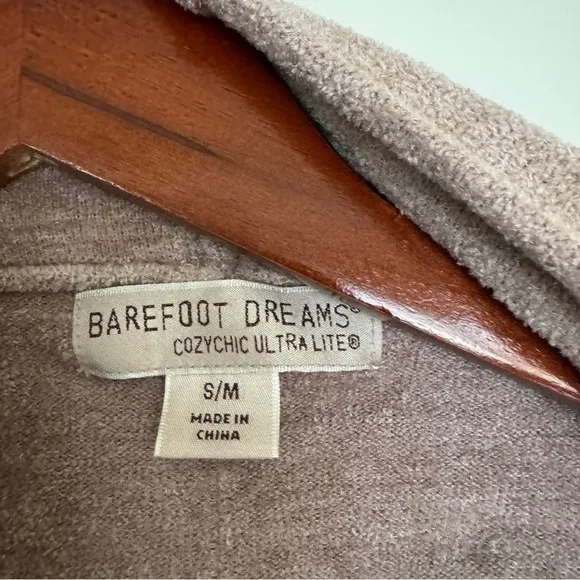 BAREFOOT DREAMS®
COZYCHIC ULTRA LITE®
S/M
MADE IN
CHINA